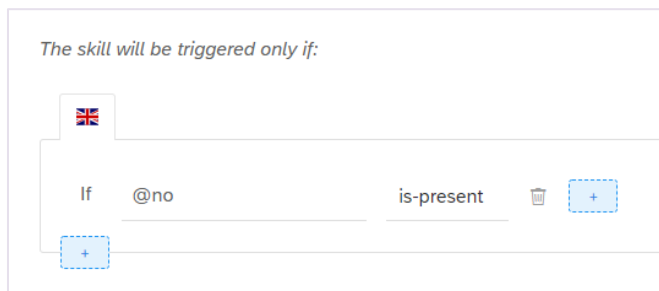 The skill will be triggered only if:
If @no is-present +
+